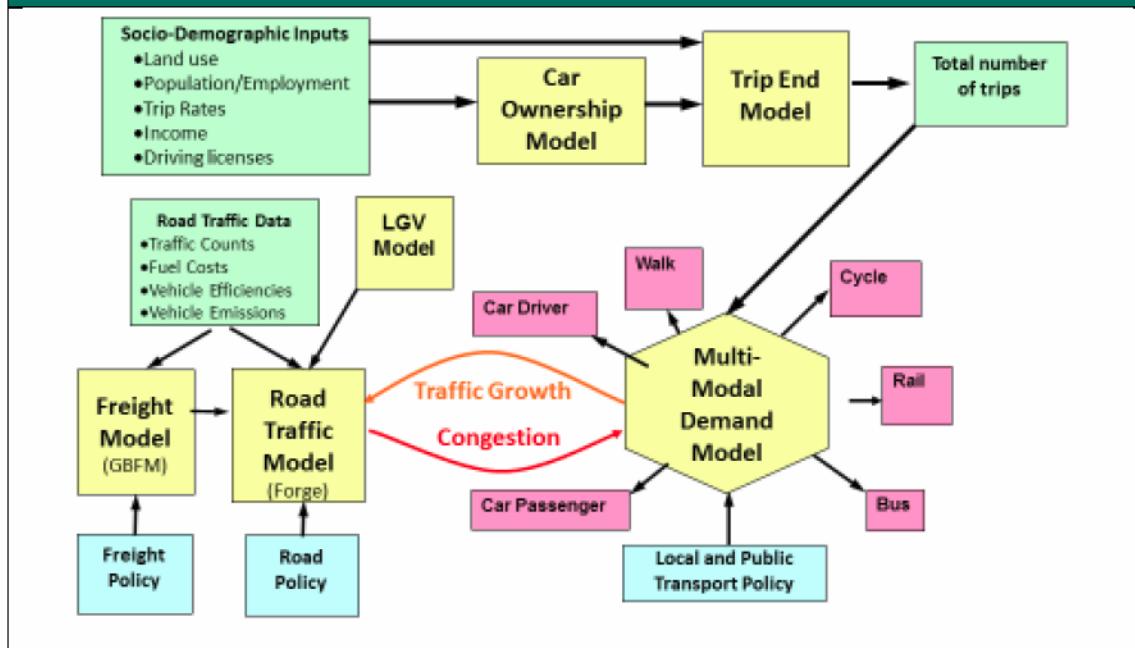 Socio-Demographic Inputs
•Land use
•Population/Employment
•Trip Rates
•Income
•Driving licenses
Car
Ownership
Model
Trip End
Model
Total number
of trips
Road Traffic Data
•Traffic Counts
•Fuel Costs
•Vehicle Efficiencies
•Vehicle Emissions
LGV
Model
Walk
Cycle
Car Driver
Multi-
Modal
Demand
Model
Rail
Freight
Model
(GBFM)
Road
Traffic
Model
(Forge)
Traffic Growth
Congestion
Car Passenger
Bus
Freight
Policy
Road
Policy
Local and Public
Transport Policy